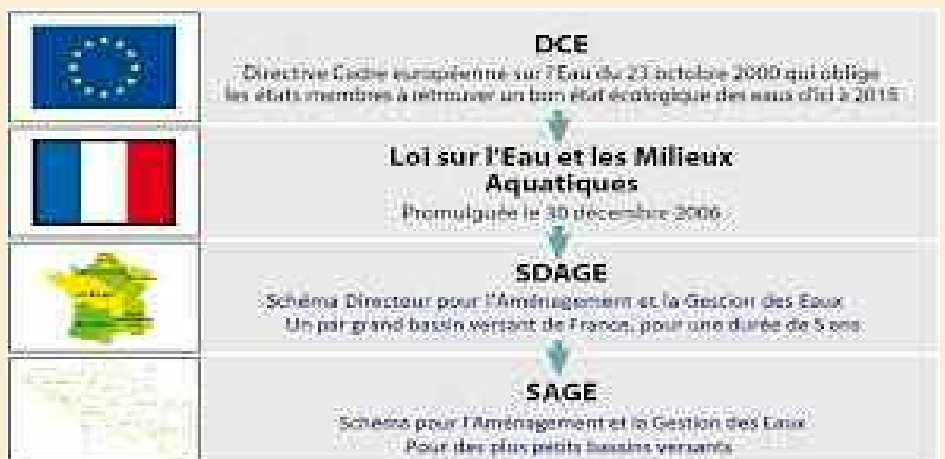 DCE
Directive Cadre européenne sur l'Eau du 23 octobre 2000 qui oblige
les états membres à retrouver un bon état écologique des eaux d'ici à 2015
Loi sur l'Eau et les Milieux
Aquatiques
Promulguée le 30 décembre 2006
SDAGE
Schéma Directeur pour l'Aménagement et la Gestion des Eaux
Un par grand bassin versant de France, pour une durée de 5 ans
SAGE
Schéma pour l'Aménagement et la Gestion des Eaux
Pour des plus petits bassins versants